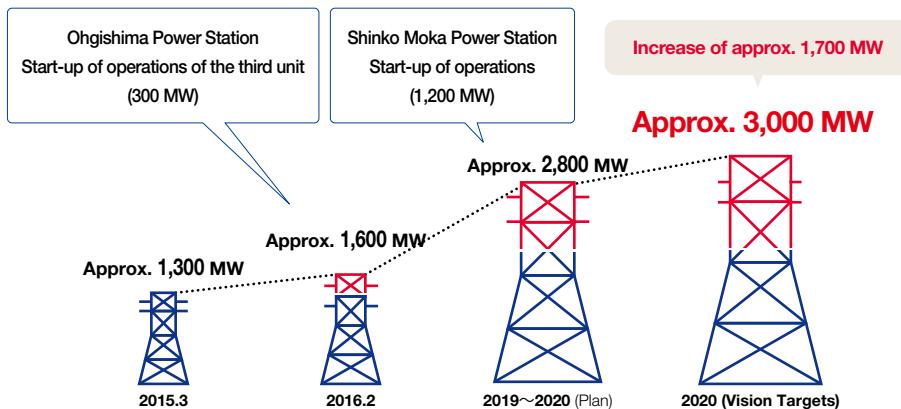 Ohgishima Power Station
Start-up of operations of the third unit
(300 MW)
Shinko Moka Power Station
Start-up of operations
(1,200 MW)
Increase of approx. 1,700 MW
Approx. 3,000 MW
Approx. 2,800 MW
Approx. 1,600 MW
Approx. 1,300 MW
2015.3
2016.2
2019〜2020 (Plan)
2020 (Vision Targets)